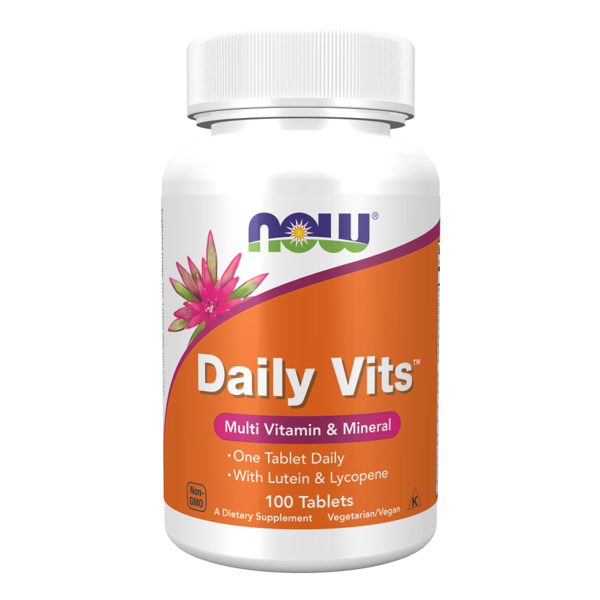 NOW®
Daily Vits™
Multi Vitamin & Mineral
•One Tablet Daily
•With Lutein & Lycopene
100 Tablets
Non-
GMO
A Dietary Supplement
Vegetarian/Vegan
K